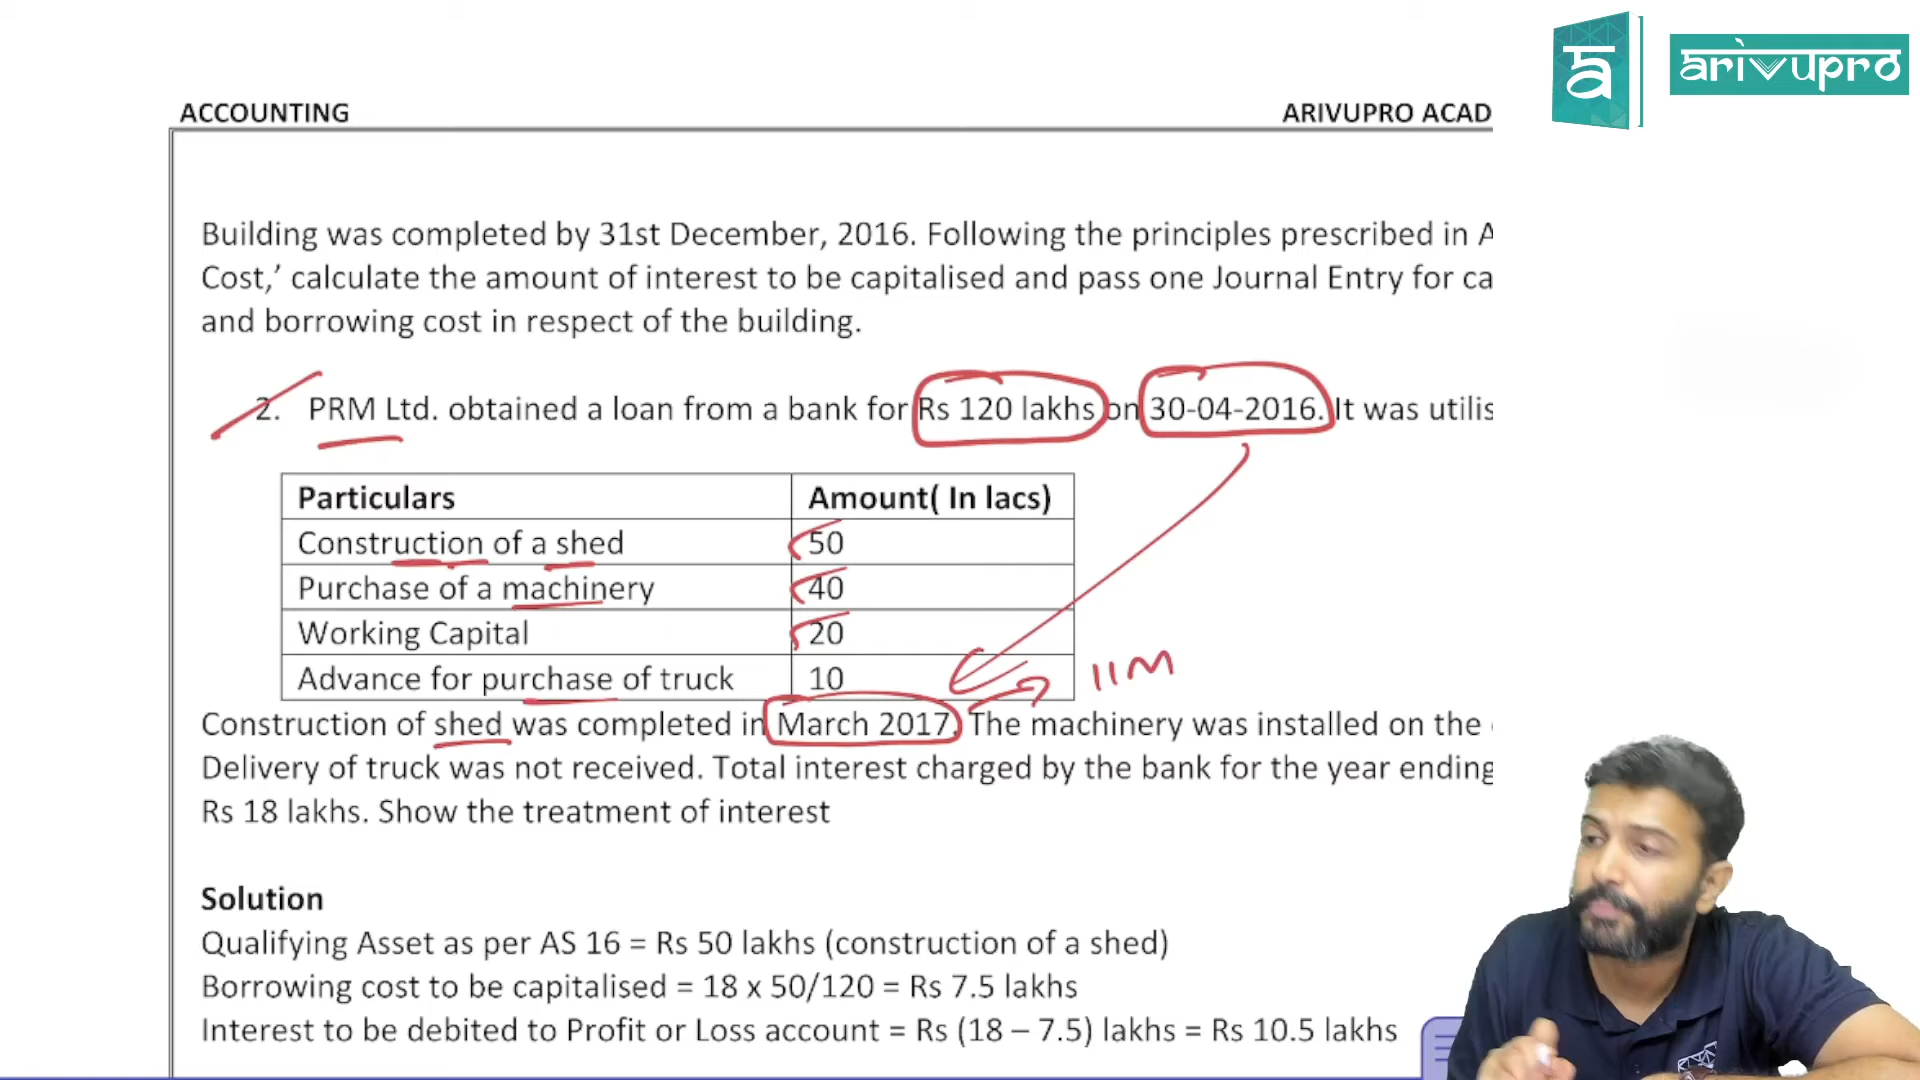 arivupro
ACCOUNTING
ARIVUPRO ACAD
Building was completed by 31st December, 2016. Following the principles prescribed in A
Cost,’ calculate the amount of interest to be capitalised and pass one Journal Entry for ca
and borrowing cost in respect of the building.
2. PRM Ltd. obtained a loan from a bank for Rs 120 lakhs on 30-04-2016. It was utilis
Particulars Amount( In lacs)
Construction of a shed 50
Purchase of a machinery 40
Working Capital 20
Advance for purchase of truck 10
11M
Construction of shed was completed in March 2017. The machinery was installed on the
Delivery of truck was not received. Total interest charged by the bank for the year ending
Rs 18 lakhs. Show the treatment of interest
Solution
Qualifying Asset as per AS 16 = Rs 50 lakhs (construction of a shed)
Borrowing cost to be capitalised = 18 x 50/120 = Rs 7.5 lakhs
Interest to be debited to Profit or Loss account = Rs (18 – 7.5) lakhs = Rs 10.5 lakhs